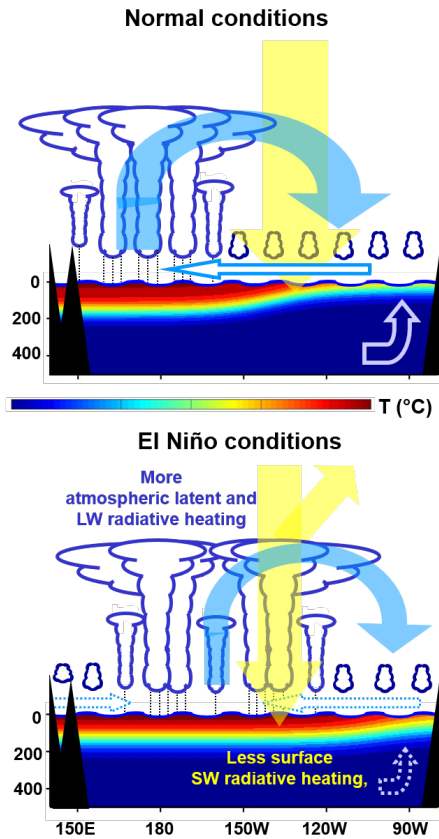 Normal conditions
0
200
400
T (°C)
El Niño conditions
More
atmospheric latent and
LW radiative heating
0
200
400
Less surface
SW radiative heating,
150E 180 150W 120W 90W